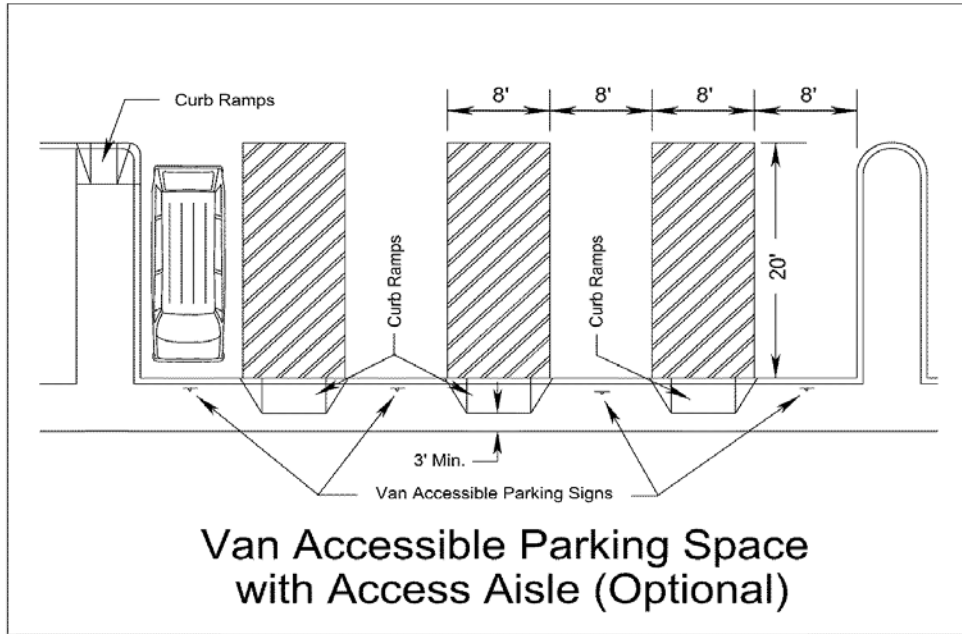 Curb Ramps
8'
8'
8'
8'
20'
Curb Ramps
Curb Ramps
3' Min.
Van Accessible Parking Signs
Van Accessible Parking Space
with Access Aisle (Optional)